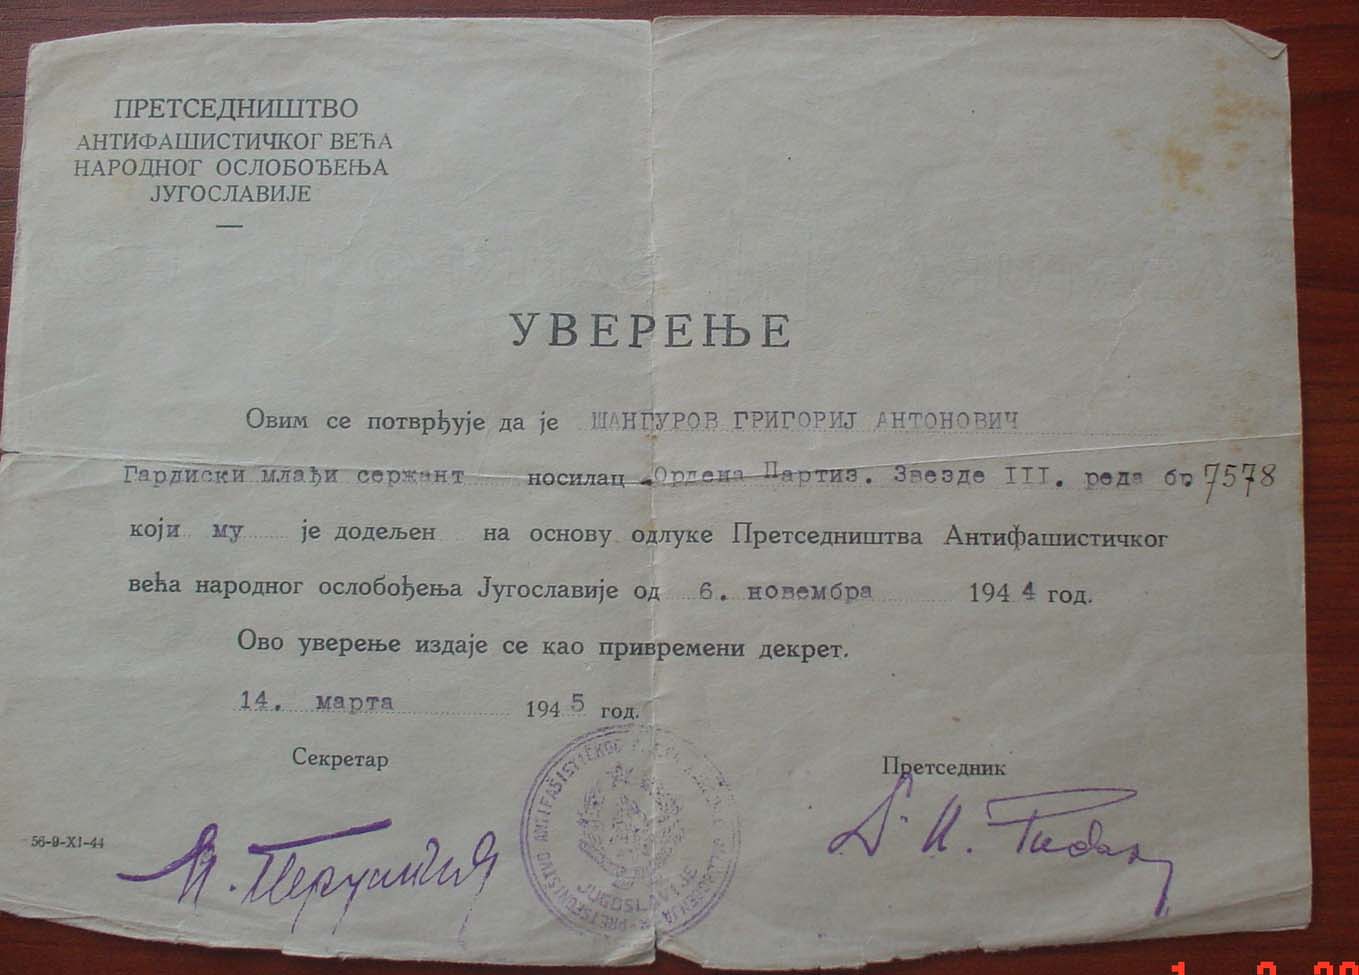 ПРЕТСЕДНИШТВО
АНТИФАШИСТИЧКОГ ВЕЋА
НАРОДНОГ ОСЛОБОЂЕЊА
ЈУГОСЛАВИЈЕ
УВЕРЕЊЕ
Овим се потврђује да је ШАНГУРОВ ГРИГОРИЈ АНТОНОВИЧ
Гардиски млађи сержант носилац Ордена Партиз. Звезде III. реда бр 7578
који му је додељен на основу одлуке Претседништва Антифашистичког
већа народног ослобођења Југославије од 6. новембра 1944 год.
Ово уверење издаје се као привремени декрет.
14. марта 1945 год.
Секретар
Претседник
56-9-XI-44
PRETSEDNIŠTVO ANTIFAŠISTIČKOG
JUGOSLAVIJE